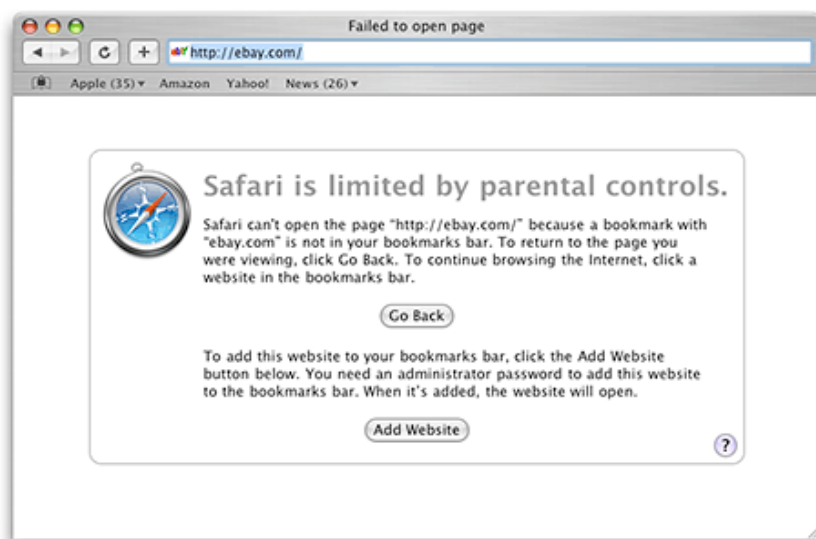 Failed to open page
http://ebay.com/
Apple (35) Amazon Yahoo! News (26)
Safari is limited by parental controls.
Safari can't open the page “http://ebay.com/” because a bookmark with
“ebay.com” is not in your bookmarks bar. To return to the page you
were viewing, click Go Back. To continue browsing the Internet, click a
website in the bookmarks bar.
Go Back
To add this website to your bookmarks bar, click the Add Website
button below. You need an administrator password to add this website
to the bookmarks bar. When it's added, the website will open.
Add Website
?